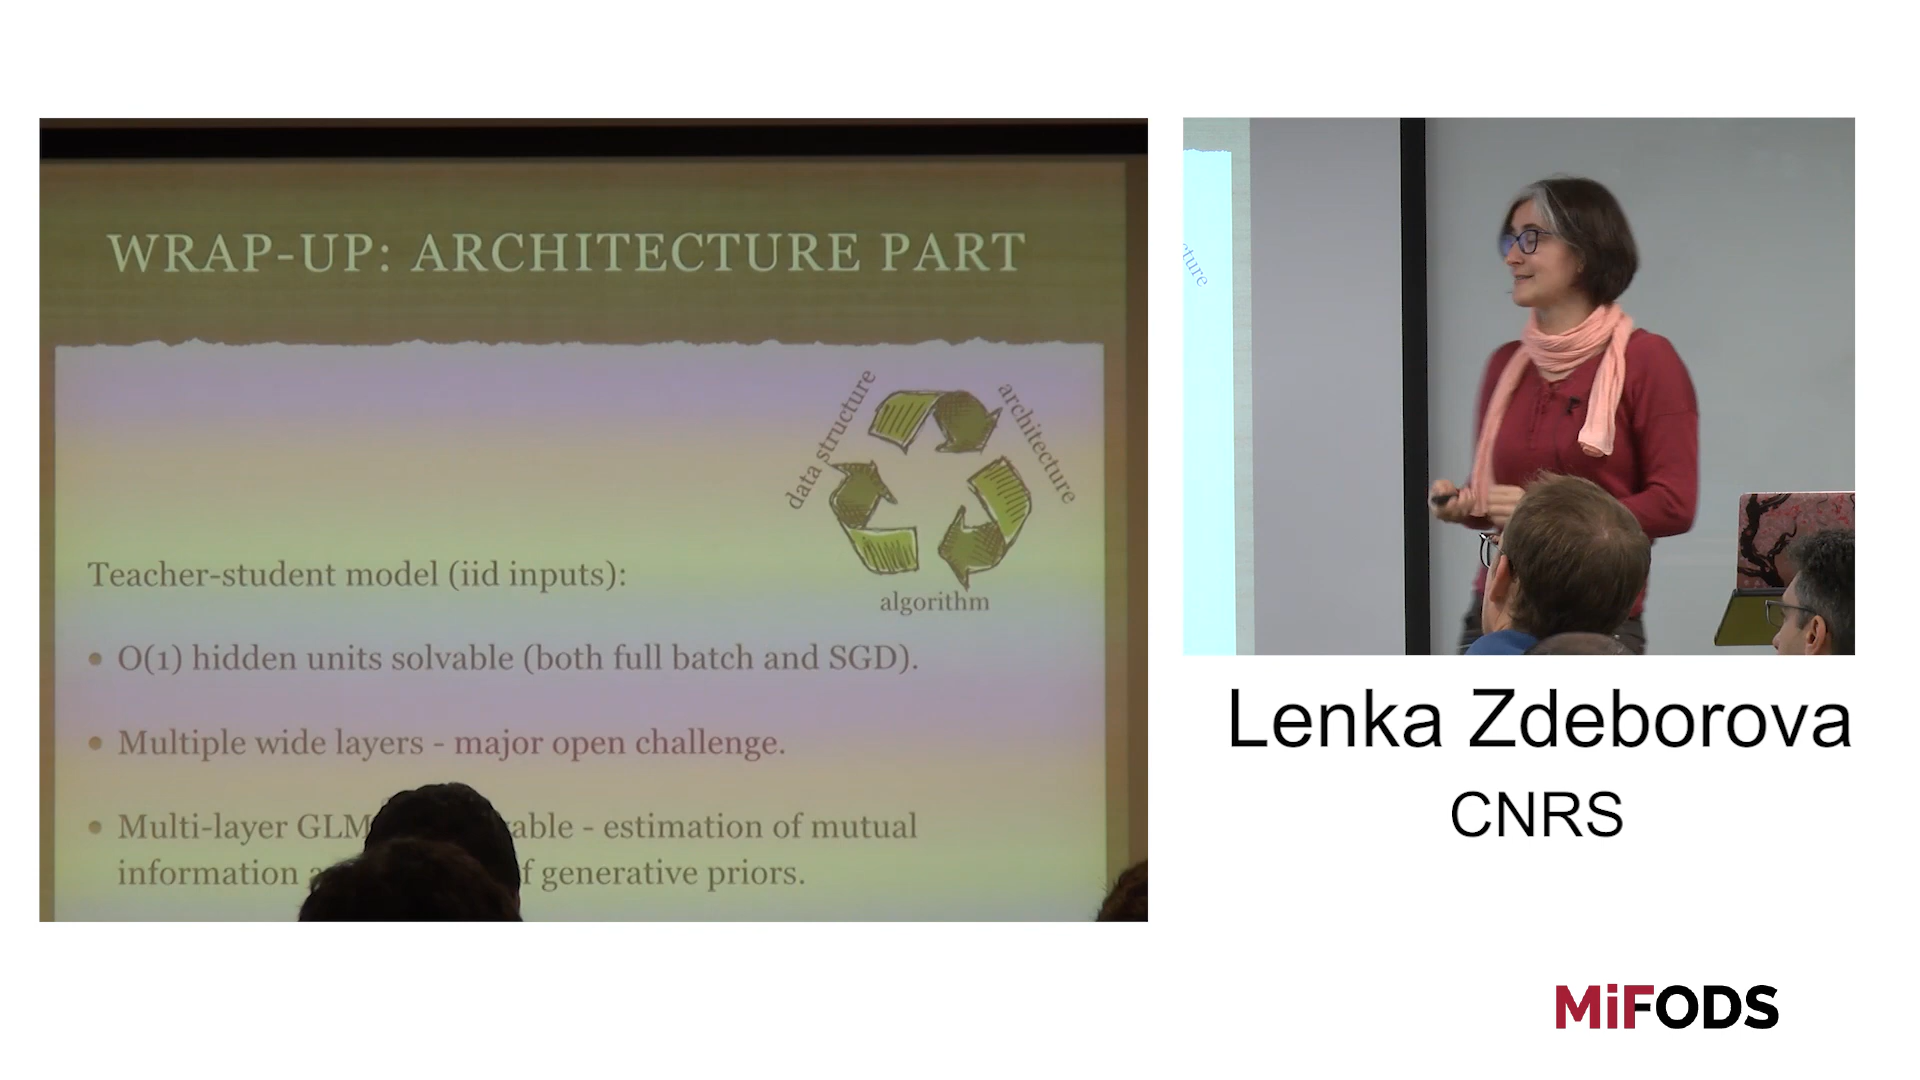 WRAP-UP: ARCHITECTURE PART
data structure
architecture
algorithm
Teacher-student model (iid inputs):
O(1) hidden units solvable (both full batch and SGD).
Multiple wide layers - major open challenge.
Multi-layer GLM able - estimation of mutual
information f generative priors.
cture
Lenka Zdeborova
CNRS
MiFODS